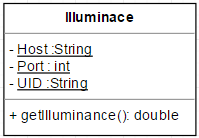 Illuminace
- Host :String
- Port : int
- UID :String
+ getIlluminance(): double